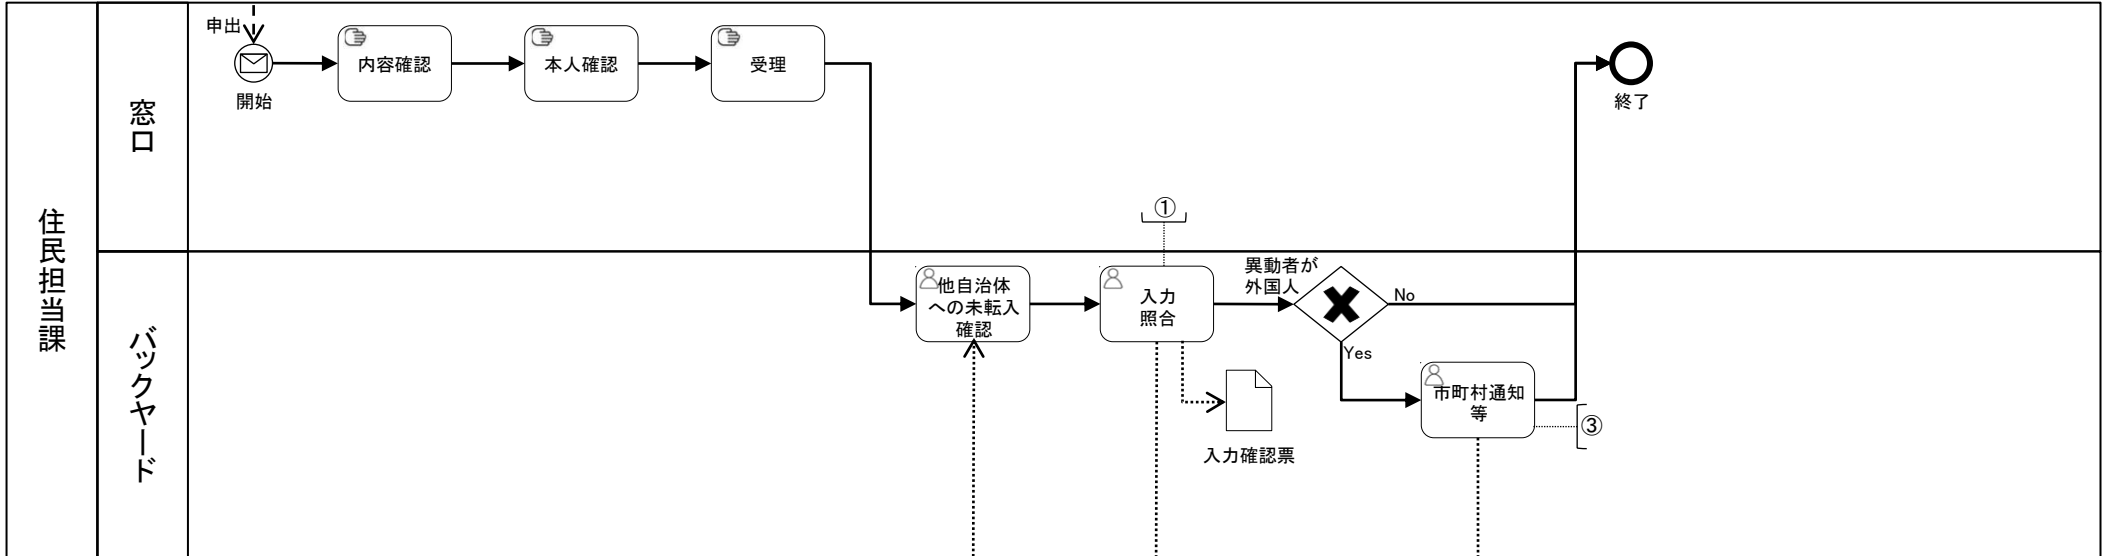 住民担当課
窓口
申出
開始
内容確認
本人確認
受理
終了
①
バックヤード
他自治体
への未転入
確認
入力
照合
異動者が
外国人
No
Yes
市町村通知
等
③
入力確認票